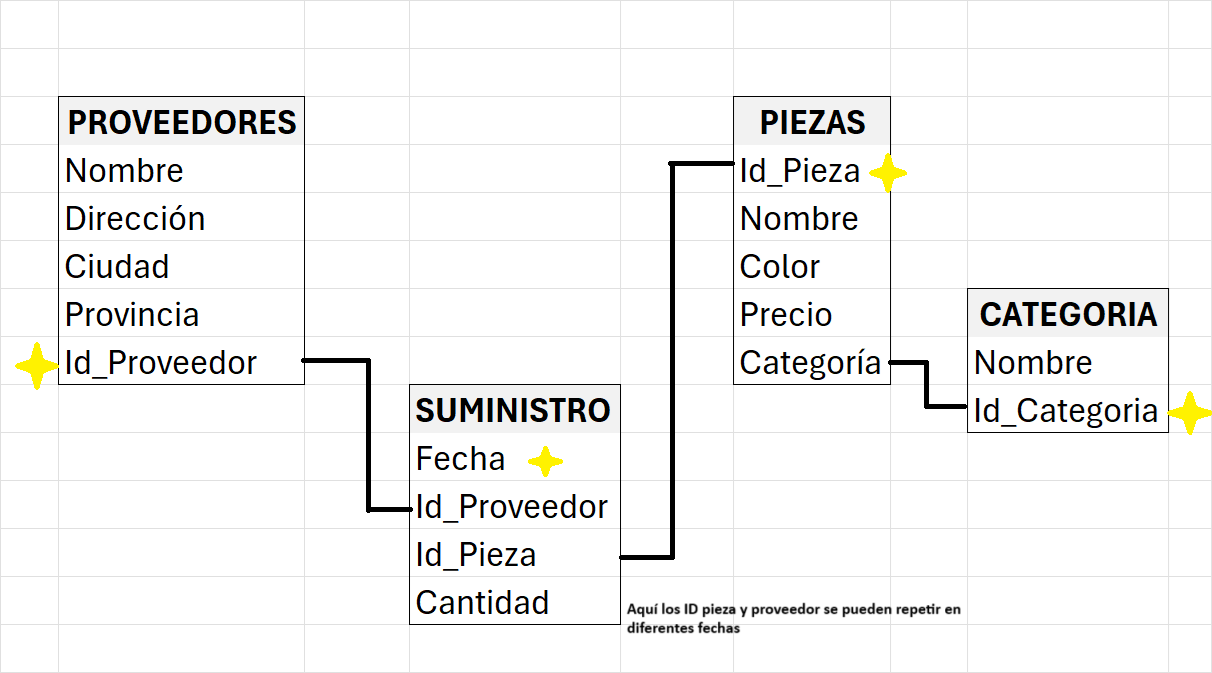 PROVEEDORES
Nombre
Dirección
Ciudad
Provincia
Id_Proveedor
SUMINISTRO
Fecha
Id_Proveedor
Id_Pieza
Cantidad
Aquí los ID pieza y proveedor se pueden repetir en
diferentes fechas
PIEZAS
Id_Pieza
Nombre
Color
Precio
Categoría
CATEGORIA
Nombre
Id_Categoria